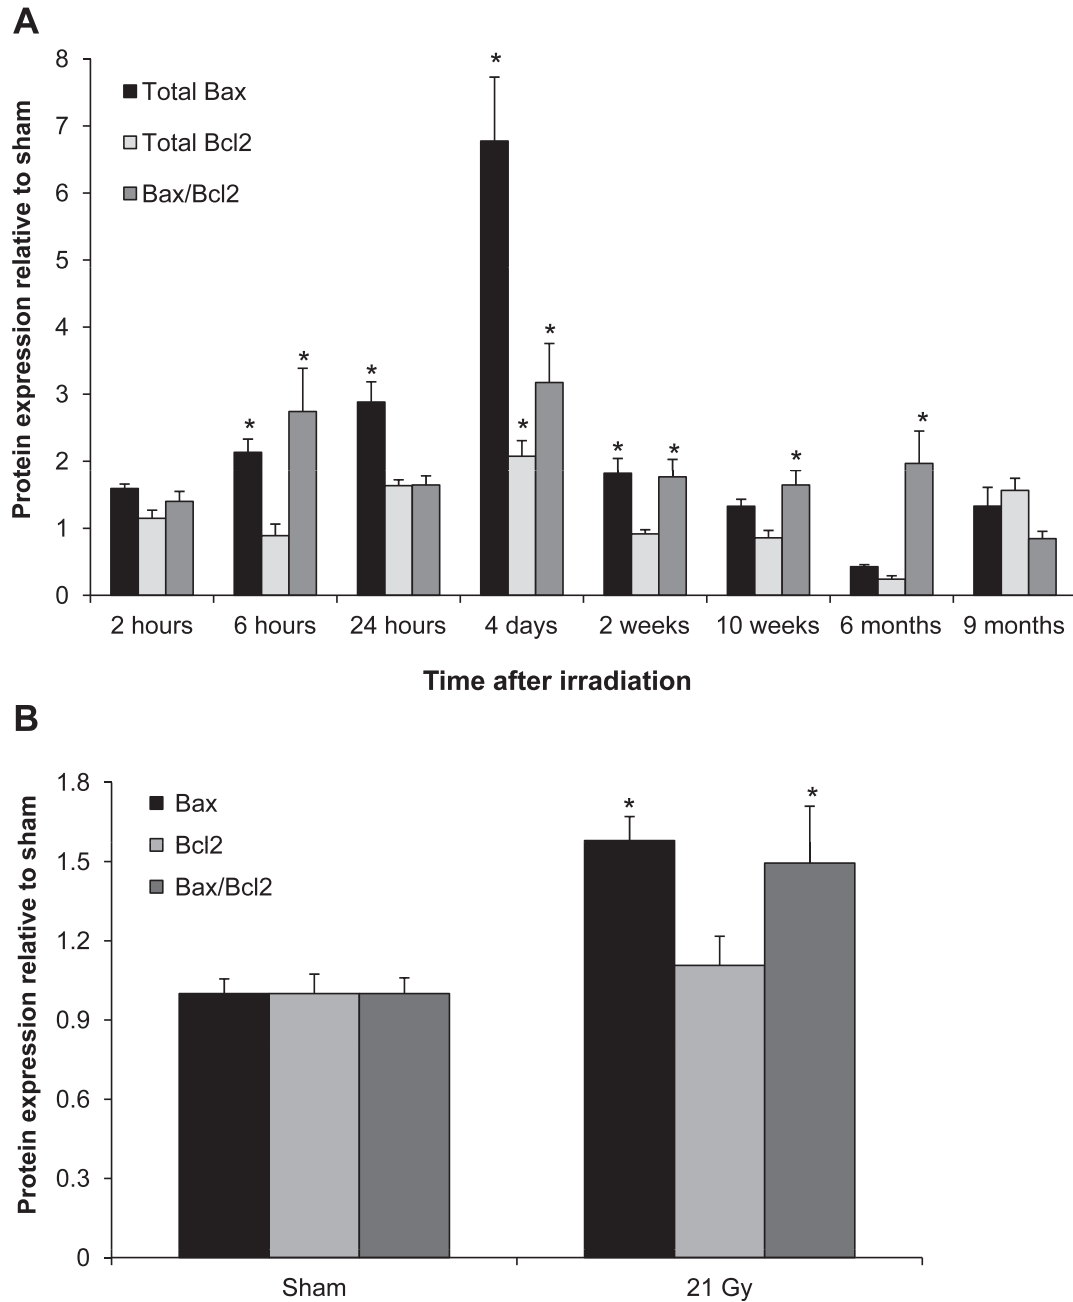 A
Protein expression relative to sham
8
7
6
5
4
3
2
1
0
Total Bax
Total Bcl2
Bax/Bcl2
* * * * * * * * * *
2 hours 6 hours 24 hours 4 days 2 weeks 10 weeks 6 months 9 months
Time after irradiation
B
Protein expression relative to sham
1.8
1.5
1.2
0.9
0.6
0.3
0
Bax
Bcl2
Bax/Bcl2
* *
Sham 21 Gy